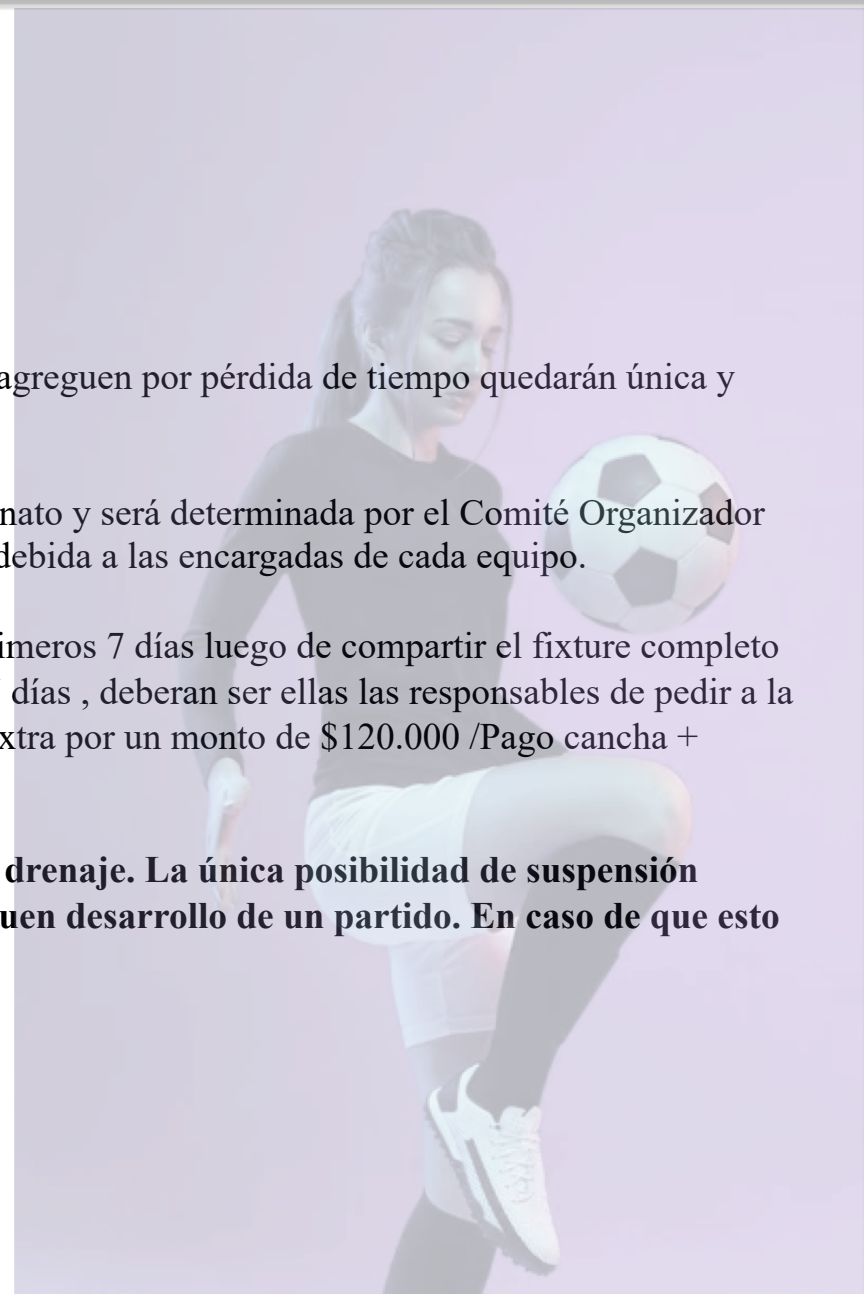 agreguen por pérdida de tiempo quedarán única y
nato y será determinada por el Comité Organizador
debida a las encargadas de cada equipo.
imeros 7 días luego de compartir el fixture completo
días , deberan ser ellas las responsables de pedir a la
xtra por un monto de $120.000 /Pago cancha +
drenaje. La única posibilidad de suspensión
uen desarrollo de un partido. En caso de que esto